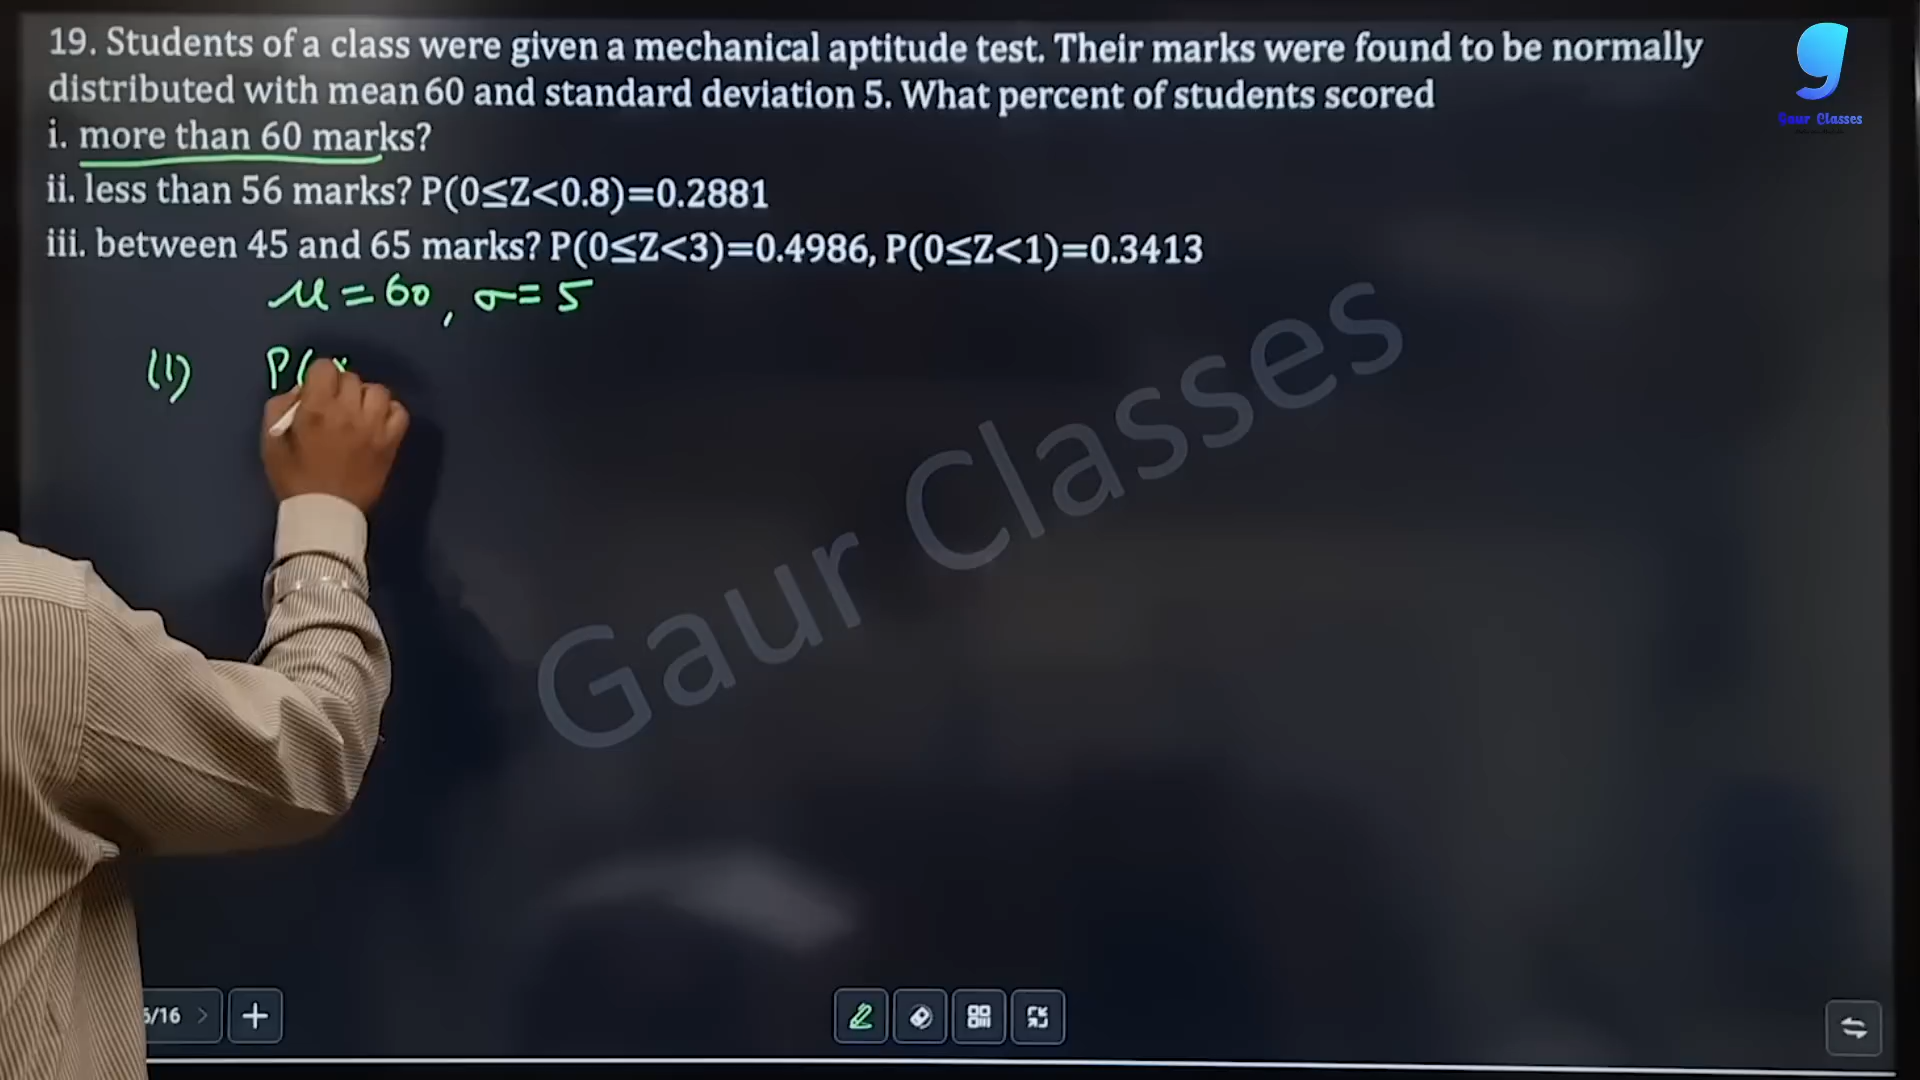 19. Students of a class were given a mechanical aptitude test. Their marks were found to be normally
distributed with mean 60 and standard deviation 5. What percent of students scored
i. more than 60 marks?
ii. less than 56 marks? P(0≤Z<0.8)=0.2881
iii. between 45 and 65 marks? P(0≤Z<3)=0.4986, P(0≤Z<1)=0.3413
μ = 60, σ = 5
(1) P(x
g
Gaur Classes
Gaur Classes
/16